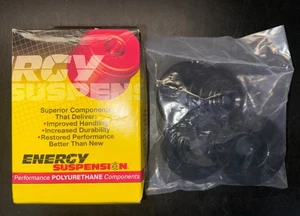 RGY
SUSPENS
Superior Components
That Deliver:
•Improved Handling
•Increased Durability
•Restored Performance
Better Than New
ENERGY
SUSPENSION
Performance POLYURETHANE Components